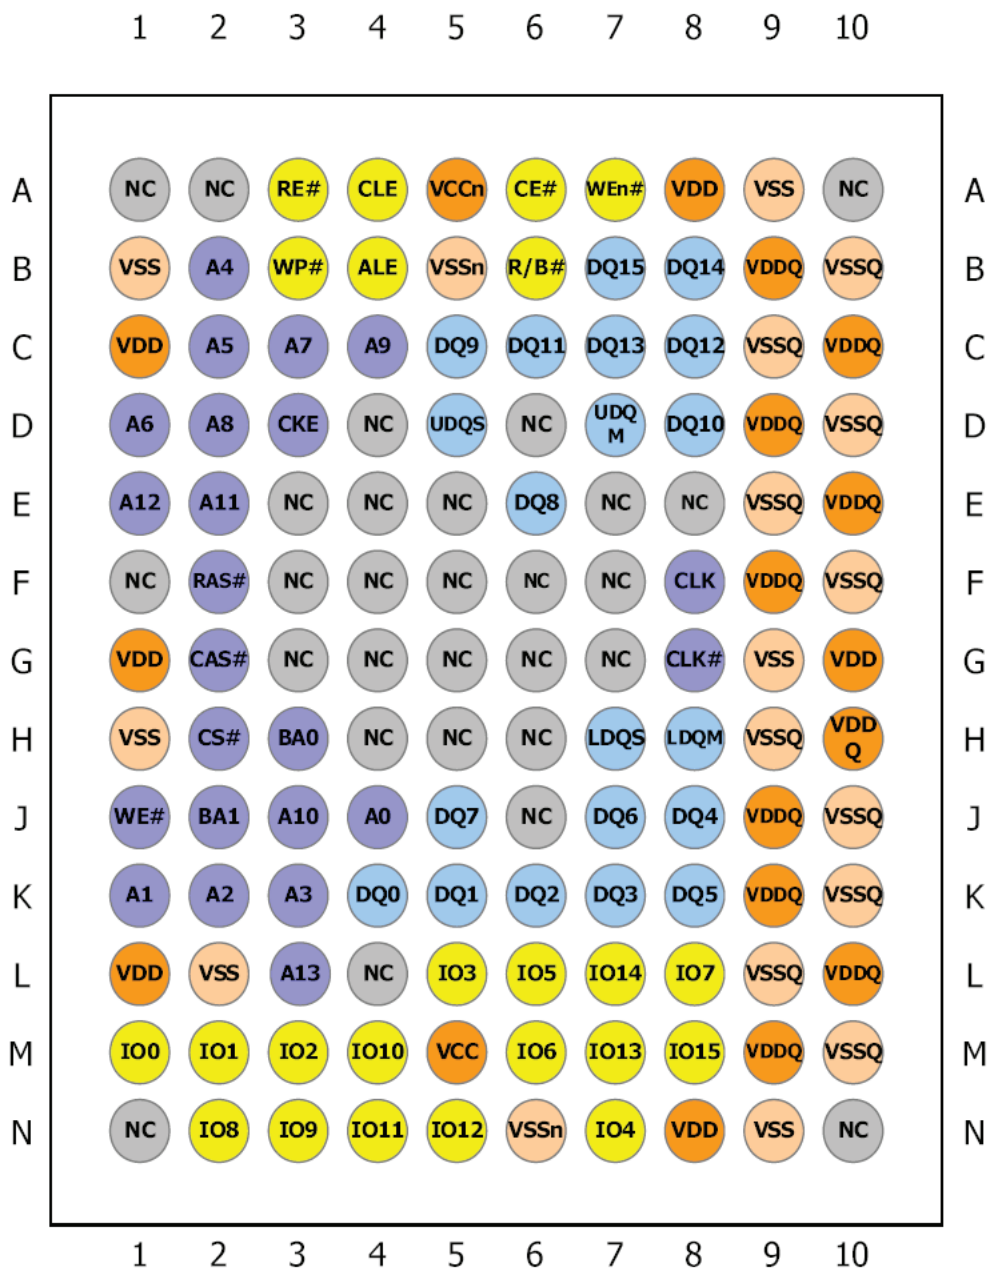 1 2 3 4 5 6 7 8 9 10
A NC NC RE# CLE VCCn CE# WEn# VDD VSS NC A
B VSS A4 WP# ALE VSSn R/B# DQ15 DQ14 VDDQ VSSQ B
C VDD A5 A7 A9 DQ9 DQ11 DQ13 DQ12 VSSQ VDDQ C
D A6 A8 CKE NC UDQS NC UDQ M DQ10 VDDQ VSSQ D
E A12 A11 NC NC NC DQ8 NC NC VSSQ VDDQ E
F NC RAS# NC NC NC NC NC CLK VDDQ VSSQ F
G VDD CAS# NC NC NC NC NC CLK# VSS VDD G
H VSS CS# BA0 NC NC NC LDQS LDQM VSSQ VDD Q H
J WE# BA1 A10 A0 DQ7 NC DQ6 DQ4 VDDQ VSSQ J
K A1 A2 A3 DQ0 DQ1 DQ2 DQ3 DQ5 VDDQ VSSQ K
L VDD VSS A13 NC IO3 IO5 IO14 IO7 VSSQ VDDQ L
M IO0 IO1 IO2 IO10 VCC IO6 IO13 IO15 VDDQ VSSQ M
N NC IO8 IO9 IO11 IO12 VSSn IO4 VDD VSS NC N
1 2 3 4 5 6 7 8 9 10